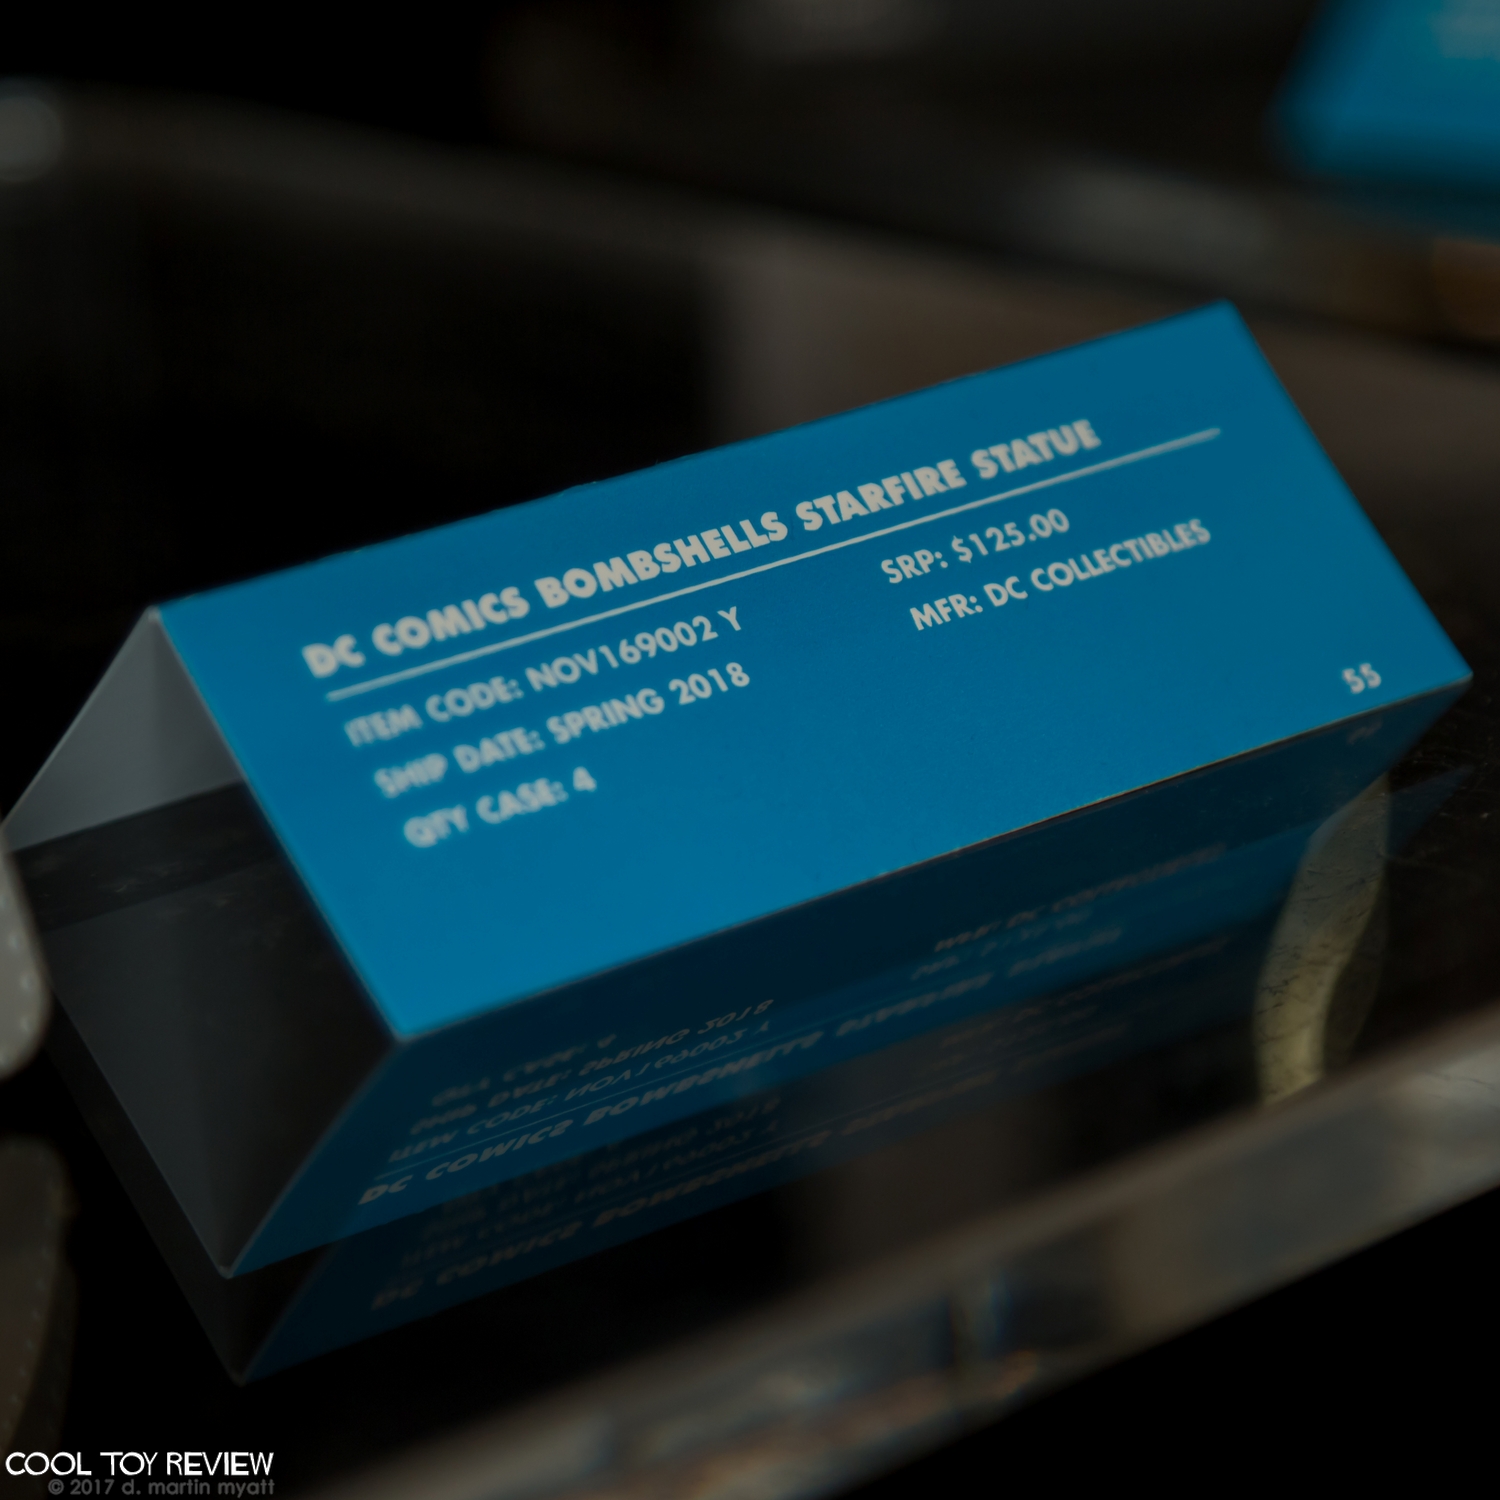 DC COMICS BOMBSHELLS STARFIRE STATUE
ITEM CODE: NOV169002 Y
SHIP DATE: SPRING 2018
QTY CASE: 4
SRP: $125.00
MFR: DC COLLECTIBLES
55
COOL TOY REVIEW
© 2017 d. martin myatt